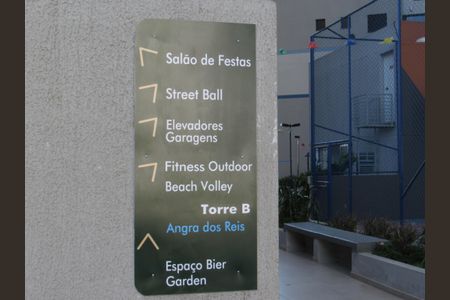 Salão de Festas
Street Ball
Elevadores
Garagens
Fitness Outdoor
Beach Volley
Torre B
Angra dos Reis
Espaço Bier
Garden